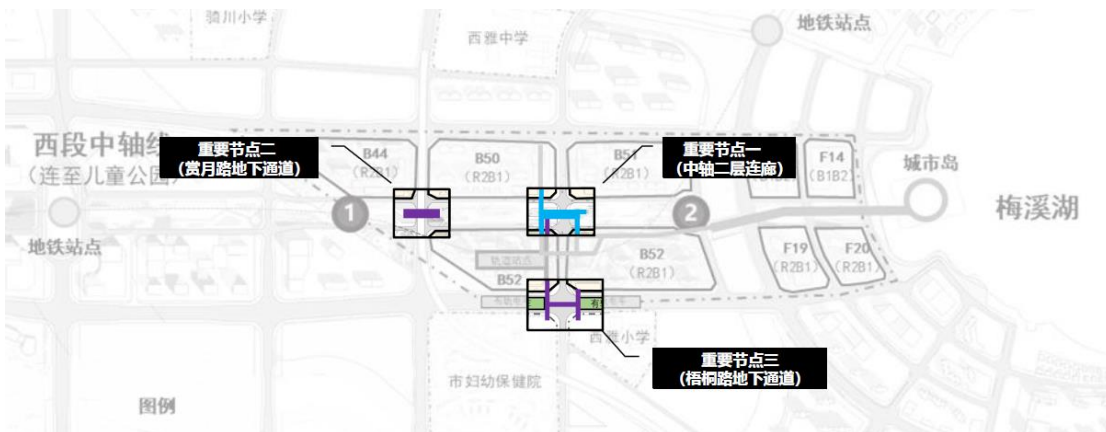 骑川小学
西雅中学
地铁站点
西段中轴线
(连至儿童公园)
重要节点二
(赏月路地下通道)
B44
(R2B1)
B50
(R2B1)
B51
(R2B1)
重要节点一
(中轴二层连廊)
F14
(B1B2)
城市岛
梅溪湖
1
2
地铁站点
轨道站点
B52
B52
(R2B1)
F19
(R2B1)
F20
(R2B1)
有
西雅小学
重要节点三
(梧桐路地下通道)
市妇幼保健院
图例